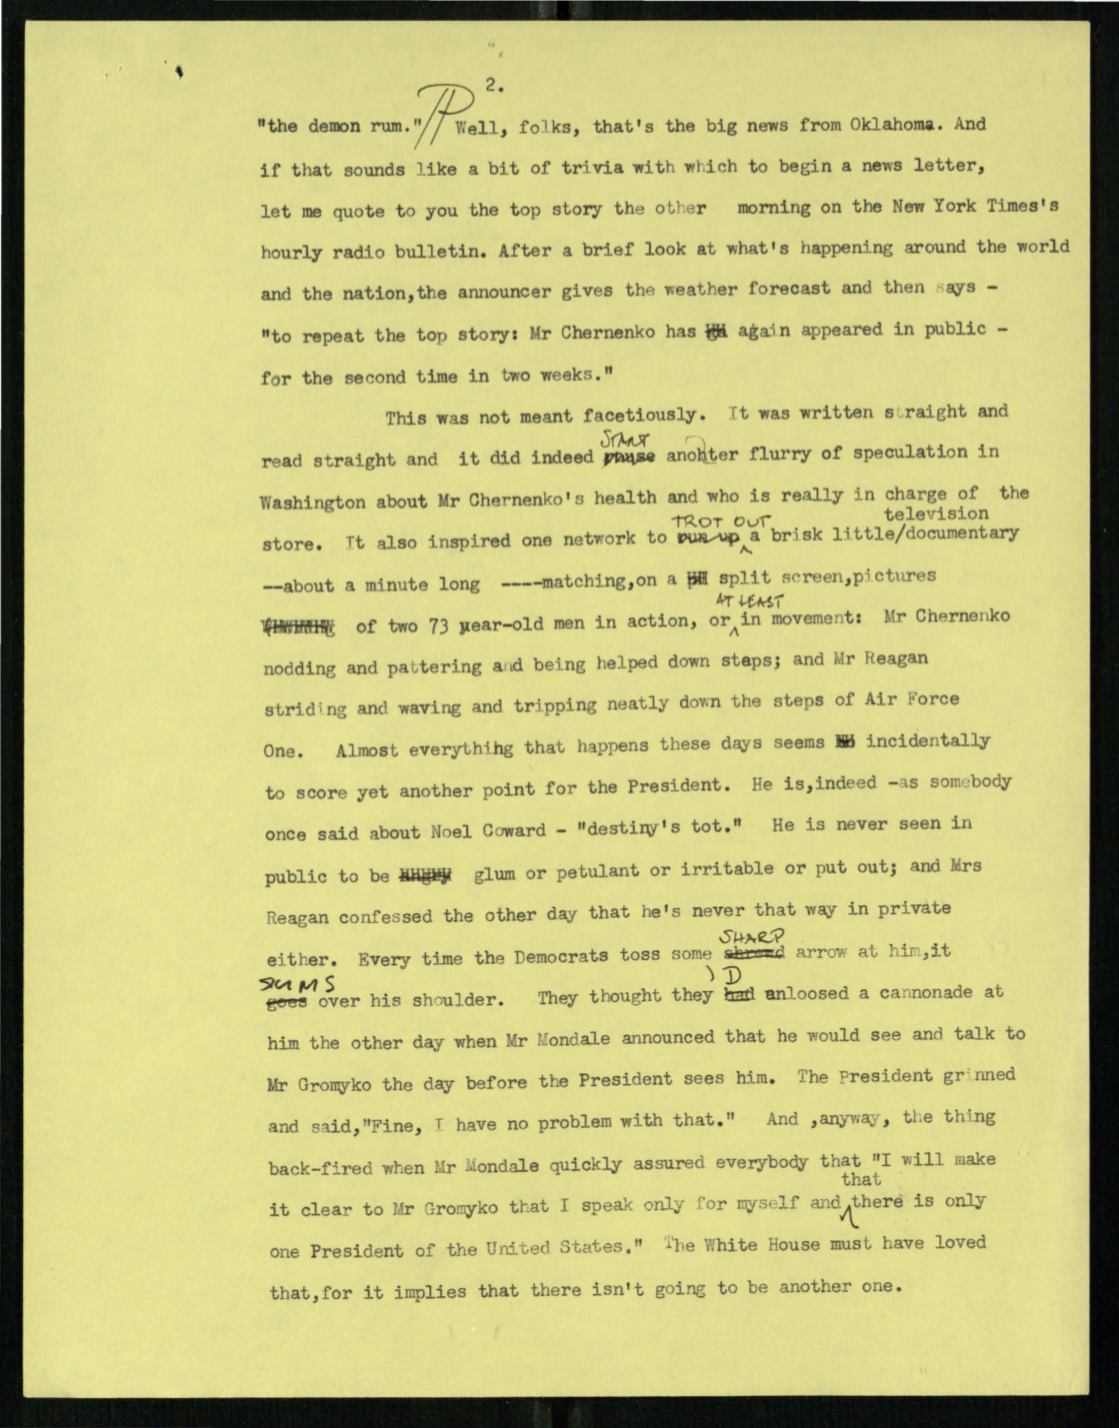 2.
"the demon rum." Well, folks, that's the big news from Oklahoma. And
if that sounds like a bit of trivia with which to begin a news letter,
let me quote to you the top story the other morning on the New York Times's
hourly radio bulletin. After a brief look at what's happening around the world
and the nation,the announcer gives the weather forecast and then says -
"to repeat the top story: Mr Chernenko has again appeared in public -
for the second time in two weeks."
This was not meant facetiously. It was written straight and
START
read straight and it did indeed pause anohter flurry of speculation in
Washington about Mr Chernenko's health and who is really in charge of the
TROT OUT television
store. It also inspired one network to run up a brisk little/documentary
--about a minute long ----matching,on a split screen,pictures
AT LEAST
of two 73 year-old men in action, or in movement: Mr Chernenko
nodding and pattering and being helped down steps; and Mr Reagan
striding and waving and tripping neatly down the steps of Air Force
One. Almost everything that happens these days seems incidentally
to score yet another point for the President. He is,indeed -as somebody
once said about Noel Coward - "destiny's tot." He is never seen in
public to be angry glum or petulant or irritable or put out; and Mrs
Reagan confessed the other day that he's never that way in private
SHARP
either. Every time the Democrats toss some shrewd arrow at him,it
SKIMS 'D
goes over his shoulder. They thought they had unloosed a cannonade at
him the other day when Mr Mondale announced that he would see and talk to
Mr Gromyko the day before the President sees him. The President grinned
and said,"Fine, I have no problem with that." And ,anyway, the thing
back-fired when Mr Mondale quickly assured everybody that "I will make
that
it clear to Mr Gromyko that I speak only for myself and there is only
one President of the United States." The White House must have loved
that,for it implies that there isn't going to be another one.